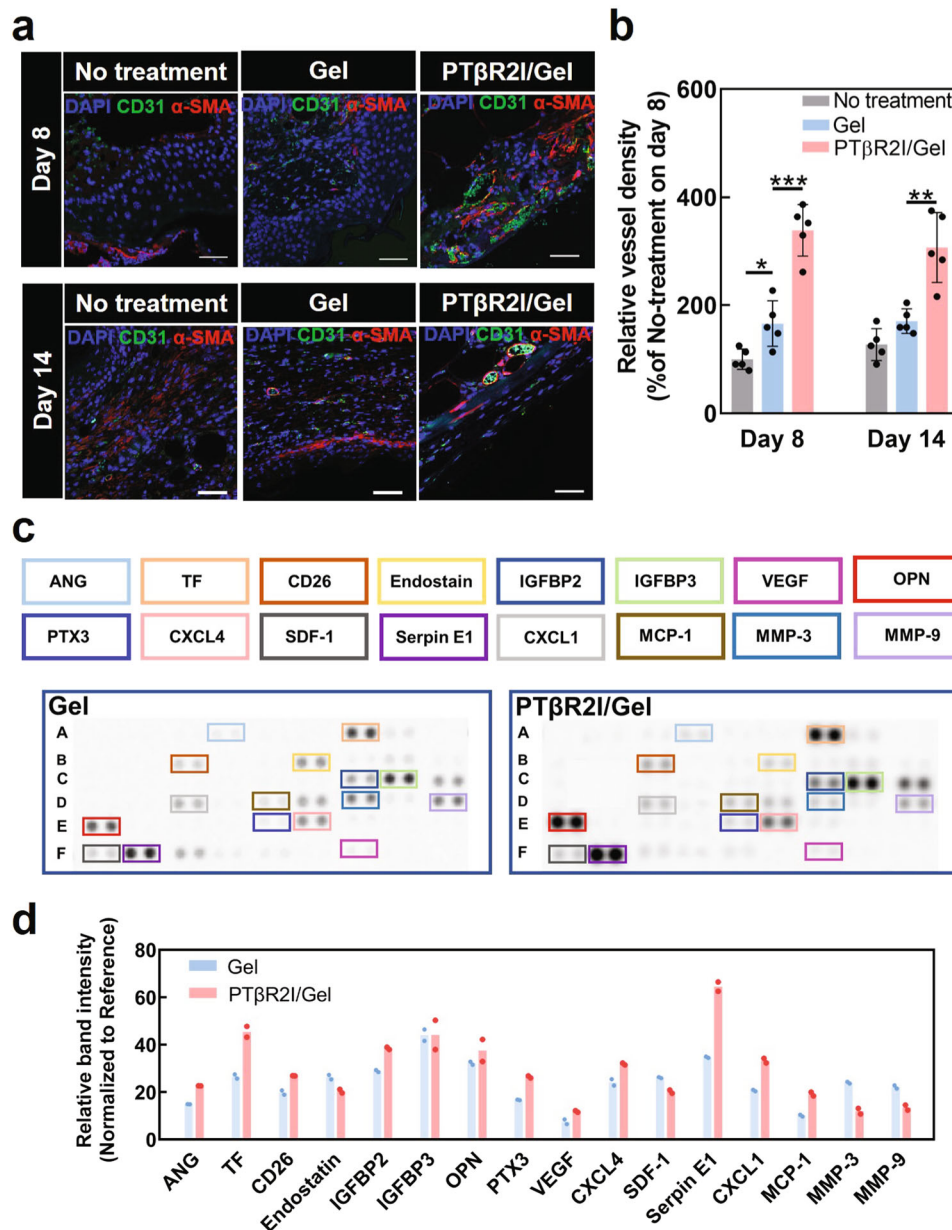 a
No treatment Gel PTβR2I/Gel
Day 8
DAPI CD31 α-SMA DAPI CD31 α-SMA DAPI CD31 α-SMA
No treatment Gel PTβR2I/Gel
Day 14
DAPI CD31 α-SMA DAPI CD31 α-SMA DAPI CD31 α-SMA
b
Relative vessel density
(%of No-treatment on day 8)
600
400
200
0
No treatment
Gel
PTβR2I/Gel
* *** **
Day 8 Day 14
c
ANG TF CD26 Endostain IGFBP2 IGFBP3 VEGF OPN
PTX3 CXCL4 SDF-1 Serpin E1 CXCL1 MCP-1 MMP-3 MMP-9
Gel
A
B
C
D
E
F
PTβR2I/Gel
A
B
C
D
E
F
d
Relative band intensity
(Normalized to Reference)
80
60
40
20
0
Gel
PTβR2I/Gel
ANG TF CD26 Endostatin IGFBP2 IGFBP3 OPN PTX3 VEGF CXCL4 SDF-1 Serpin E1 CXCL1 MCP-1 MMP-3 MMP-9